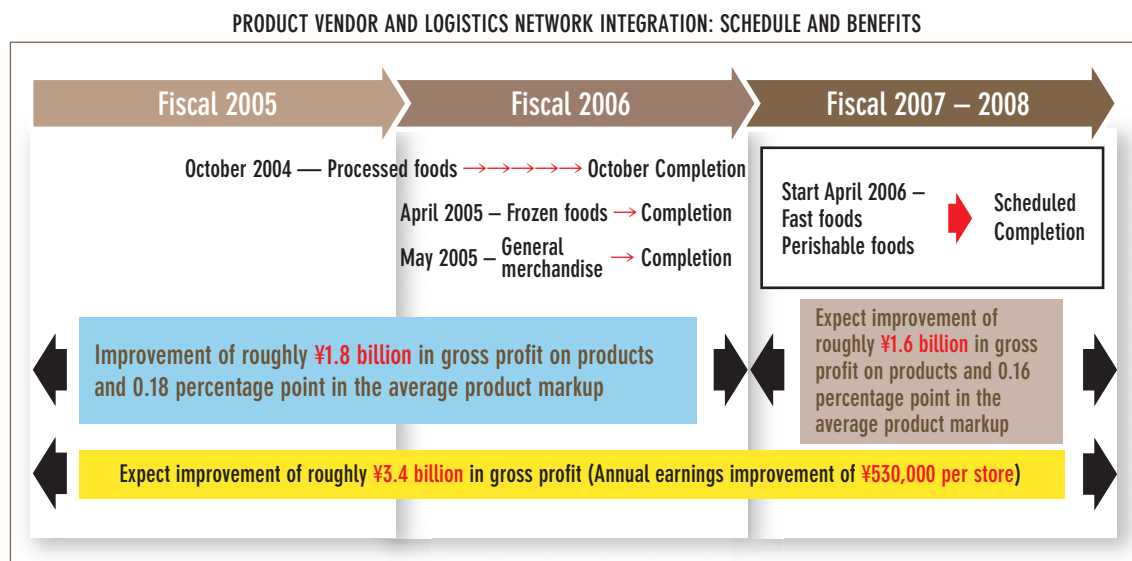 PRODUCT VENDOR AND LOGISTICS NETWORK INTEGRATION: SCHEDULE AND BENEFITS
Fiscal 2005
Fiscal 2006
Fiscal 2007 – 2008
October 2004 — Processed foods →→→→→→ October Completion
April 2005 – Frozen foods → Completion
May 2005 – General
merchandise → Completion
Start April 2006 –
Fast foods
Perishable foods
Scheduled
Completion
Improvement of roughly ¥1.8 billion in gross profit on products
and 0.18 percentage point in the average product markup
Expect improvement of
roughly ¥1.6 billion in gross
profit on products and 0.16
percentage point in the
average product markup
Expect improvement of roughly ¥3.4 billion in gross profit (Annual earnings improvement of ¥530,000 per store)